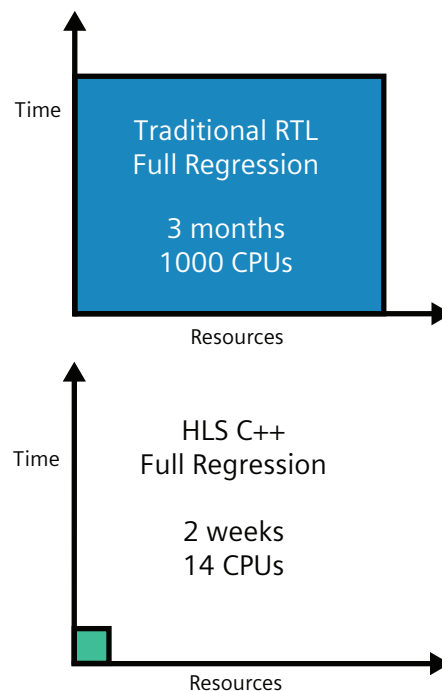 Time
Traditional RTL
Full Regression
3 months
1000 CPUs
Resources
Time
HLS C++
Full Regression
2 weeks
14 CPUs
Resources